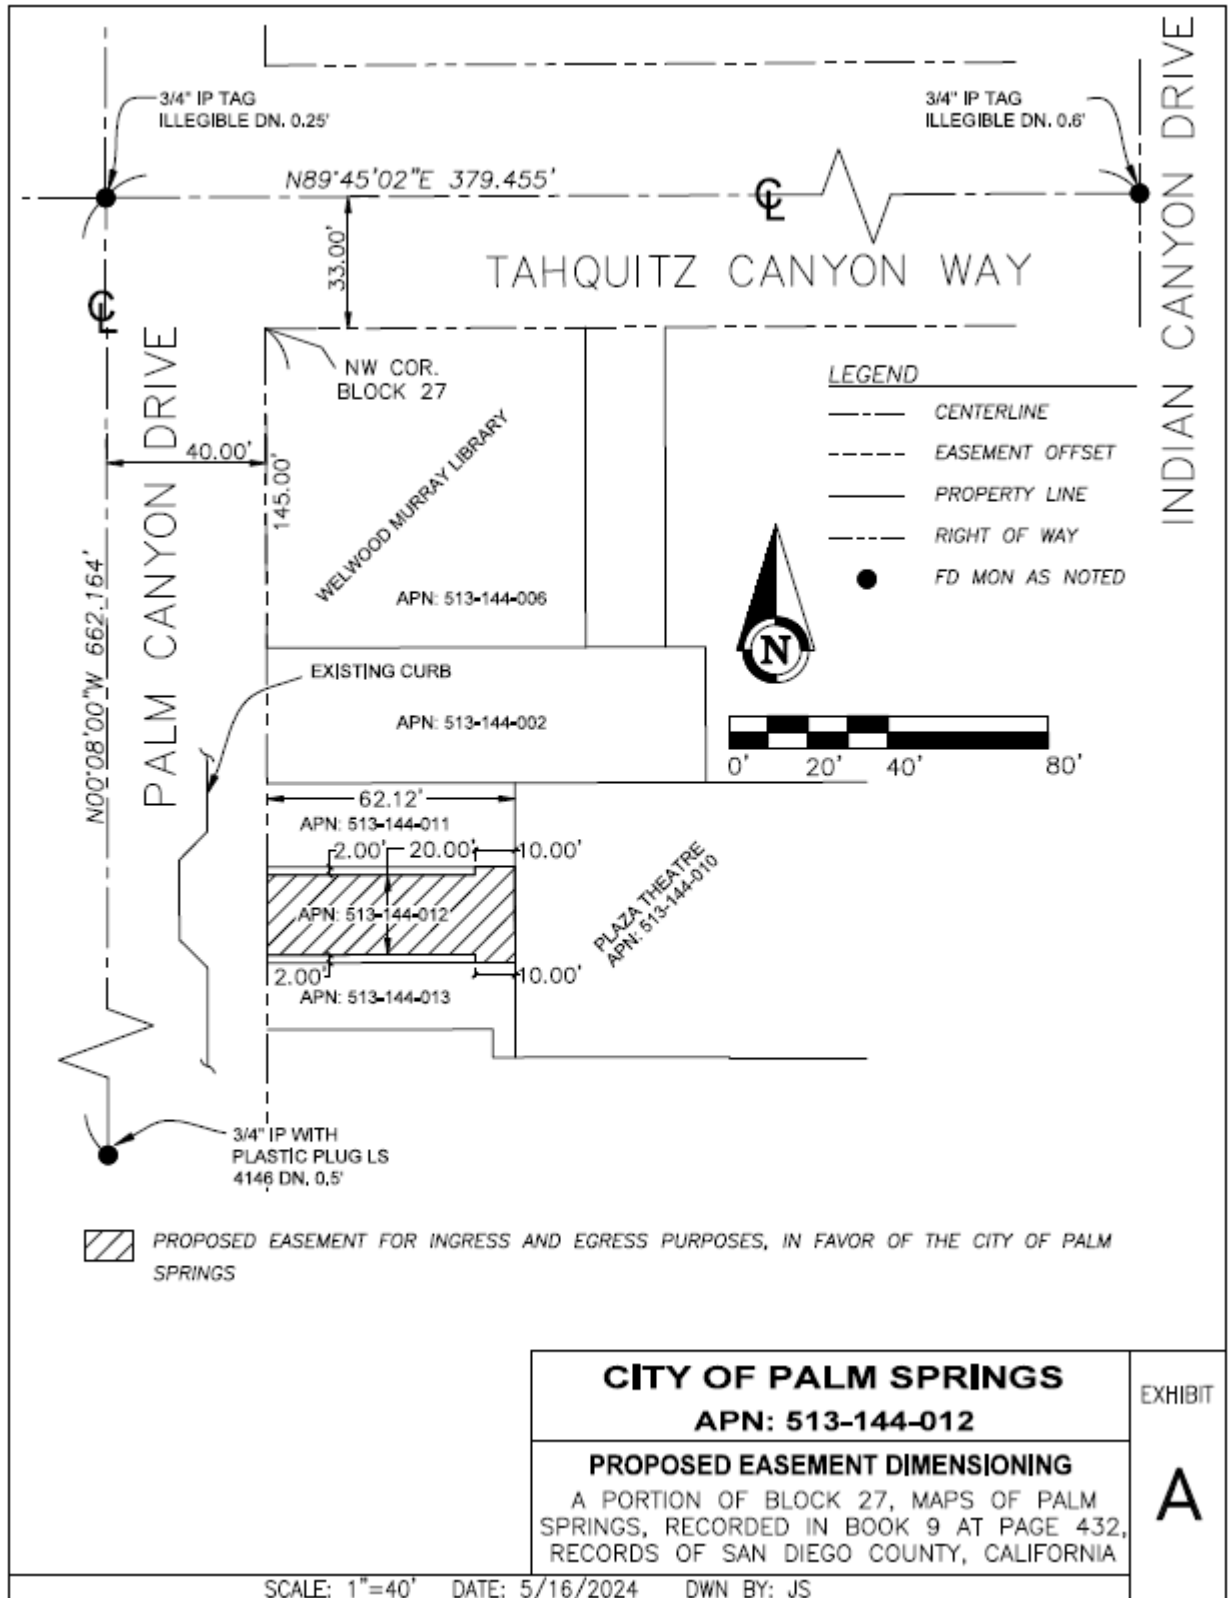 3/4" IP TAG
ILLEGIBLE DN. 0.25'
3/4" IP TAG
ILLEGIBLE DN. 0.6'
INDIAN CANYON DRIVE
N89°45'02"E 379.455'
℄
33.00'
TAHQUITZ CANYON WAY
℄
PALM CANYON DRIVE
NW COR.
BLOCK 27
LEGEND
CENTERLINE
EASEMENT OFFSET
PROPERTY LINE
RIGHT OF WAY
FD MON AS NOTED
40.00'
145.00'
WELWOOD MURRAY LIBRARY
APN: 513-144-006
N00°08'00"W 662.164'
N
EXISTING CURB
APN: 513-144-002
0' 20' 40' 80'
62.12'
APN: 513-144-011
2.00' 20.00' 10.00'
PLAZA THEATRE
APN: 513-144-010
APN: 513-144-012
2.00' 10.00'
APN: 513-144-013
3/4" IP WITH
PLASTIC PLUG LS
4146 DN. 0.5'
PROPOSED EASEMENT FOR INGRESS AND EGRESS PURPOSES, IN FAVOR OF THE CITY OF PALM
SPRINGS
CITY OF PALM SPRINGS
APN: 513-144-012
EXHIBIT
A
PROPOSED EASEMENT DIMENSIONING
A PORTION OF BLOCK 27, MAPS OF PALM
SPRINGS, RECORDED IN BOOK 9 AT PAGE 432,
RECORDS OF SAN DIEGO COUNTY, CALIFORNIA
SCALE: 1"=40' DATE: 5/16/2024 DWN BY: JS